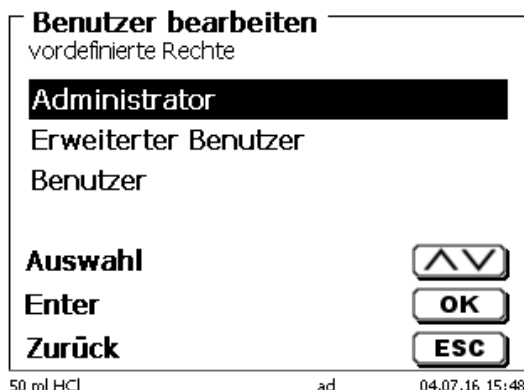 Benutzer bearbeiten
vordefinierte Rechte
Administrator
Erweiterter Benutzer
Benutzer
Auswahl
Enter OK
Zurück ESC
50 ml HCl ad 04.07.16 15:48